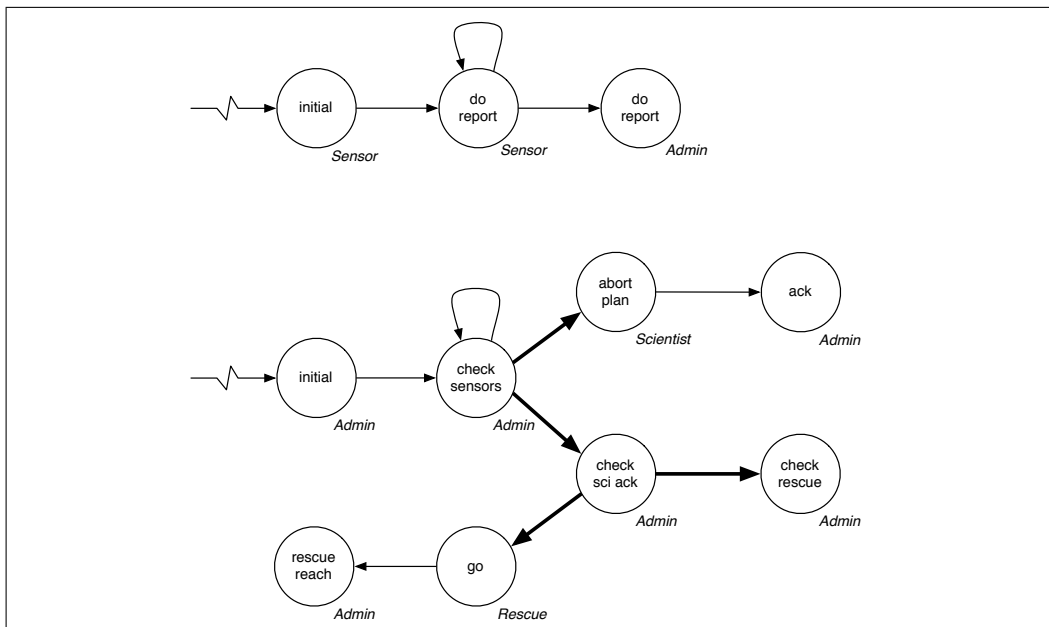 initial
Sensor
do
report
Sensor
do
report
Admin
abort
plan
Scientist
ack
Admin
initial
Admin
check
sensors
Admin
check
sci ack
Admin
check
rescue
Admin
rescue
reach
Admin
go
Rescue